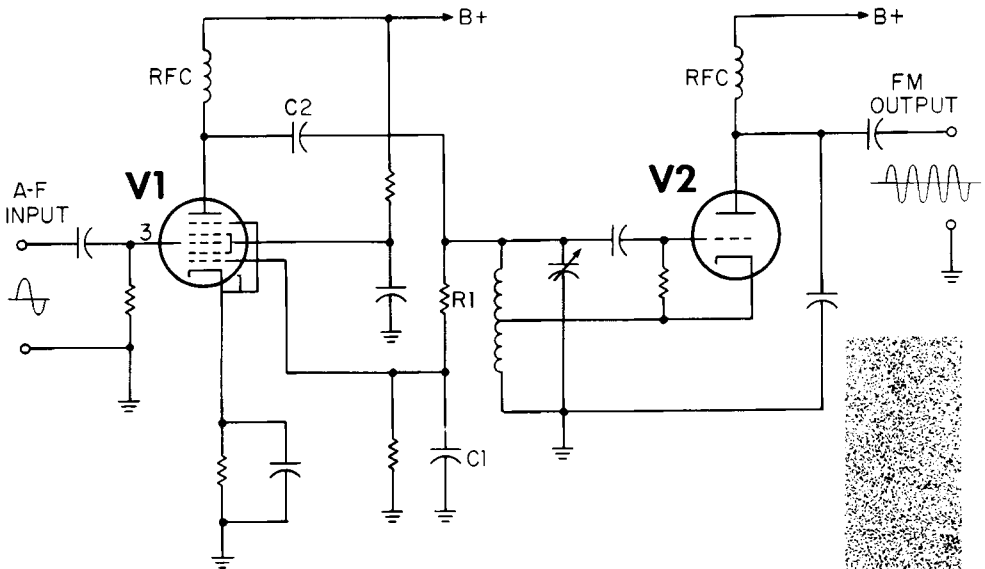 B+
B+
RFC
RFC
C2
FM
OUTPUT
V1
V2
A-F
INPUT
3
1
R1
C1